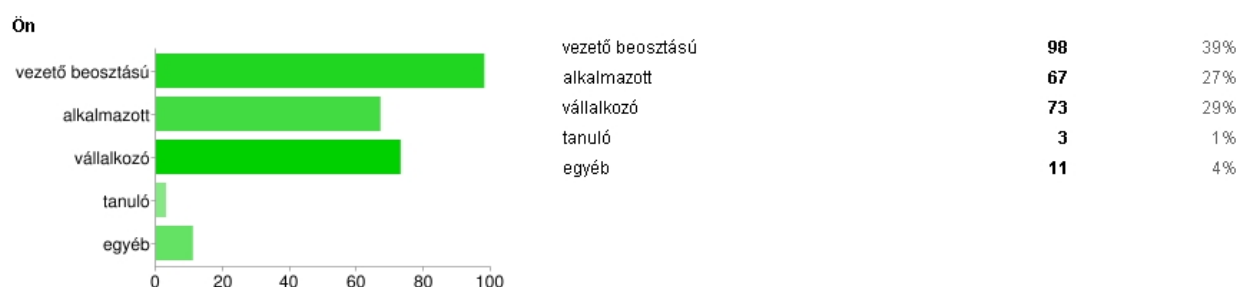 Ön
vezető beosztású
alkalmazott
vállalkozó
tanuló
egyéb
0 20 40 60 80 100
vezető beosztású 98 39%
alkalmazott 67 27%
vállalkozó 73 29%
tanuló 3 1%
egyéb 11 4%